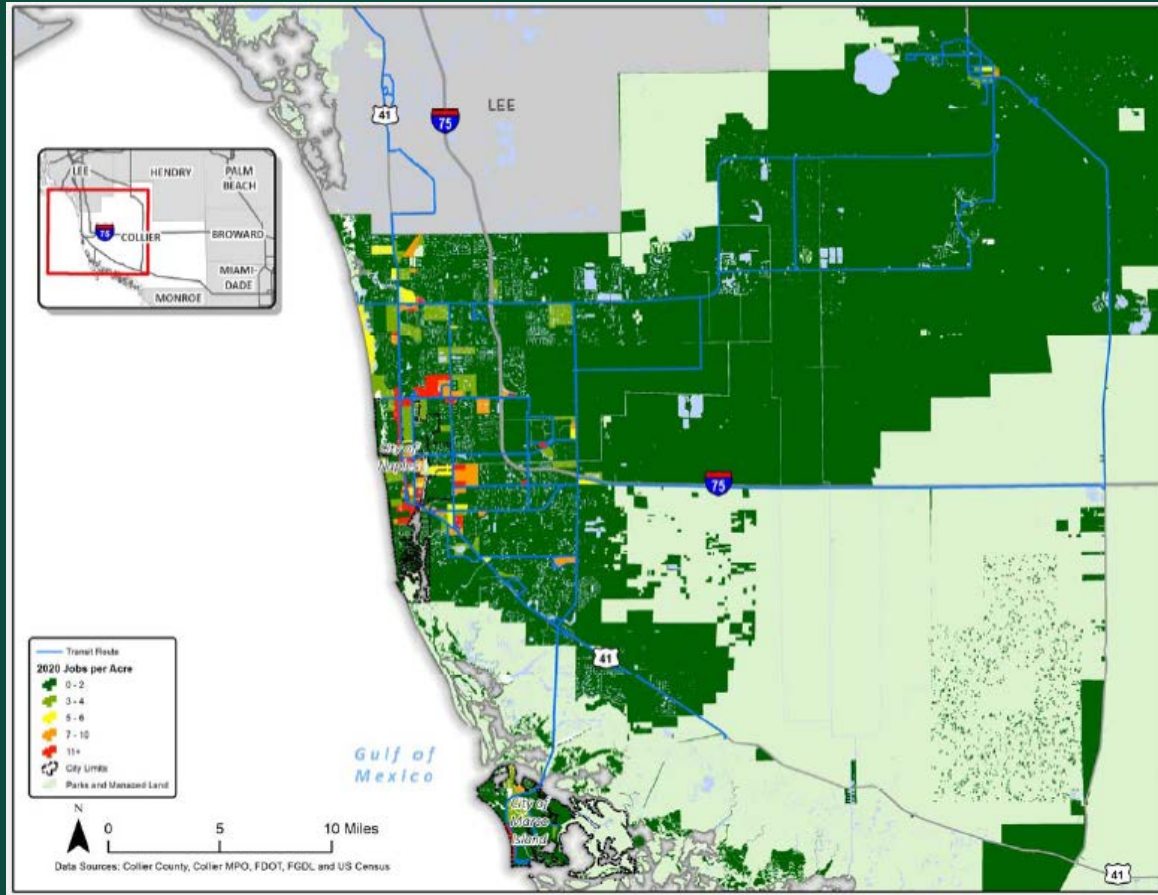 41
75
LEE
LEE
HENDRY
PALM
BEACH
75
COLLIER
BROWARD
MIAMI-
DADE
MONROE
City of
Naples
75
41
Transit Route
2020 Jobs per Acre
0 - 2
3 - 4
5 - 6
7 - 10
11+
City Limits
Parks and Managed Land
Gulf of
Mexico
City of
Marco
Island
N
0 5 10 Miles
Data Sources: Collier County, Collier MPO, FDOT, FGDL and US Census
41